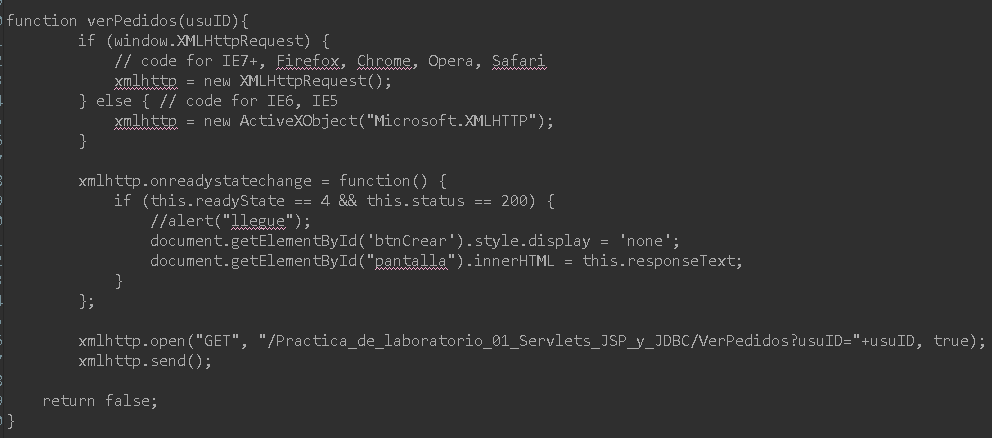 function verPedidos(usuID){
if (window.XMLHttpRequest) {
// code for IE7+, Firefox, Chrome, Opera, Safari
xmlhttp = new XMLHttpRequest();
} else { // code for IE6, IE5
xmlhttp = new ActiveXObject("Microsoft.XMLHTTP");
}
xmlhttp.onreadystatechange = function() {
if (this.readyState == 4 && this.status == 200) {
//alert("llegue");
document.getElementById('btnCrear').style.display = 'none';
document.getElementById("pantalla").innerHTML = this.responseText;
}
};
xmlhttp.open("GET", "/Practica_de_laboratorio_01_Servlets_JSP_y_JDBC/VerPedidos?usuID="+usuID, true);
xmlhttp.send();
return false;
}